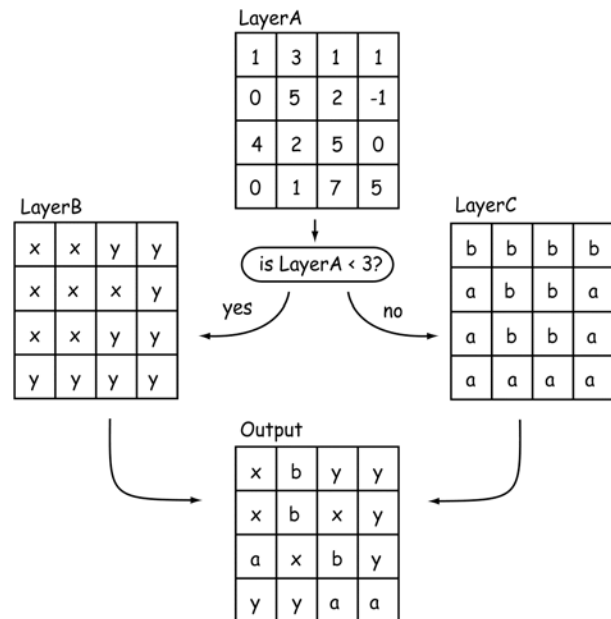 LayerA
1 3 1 1
0 5 2 -1
4 2 5 0
0 1 7 5
LayerB
x x y y
x x x y
x x y y
y y y y
is LayerA < 3?
yes
no
LayerC
b b b b
a b b a
a b b a
a a a a
Output
x b y y
x b x y
a x b y
y y a a